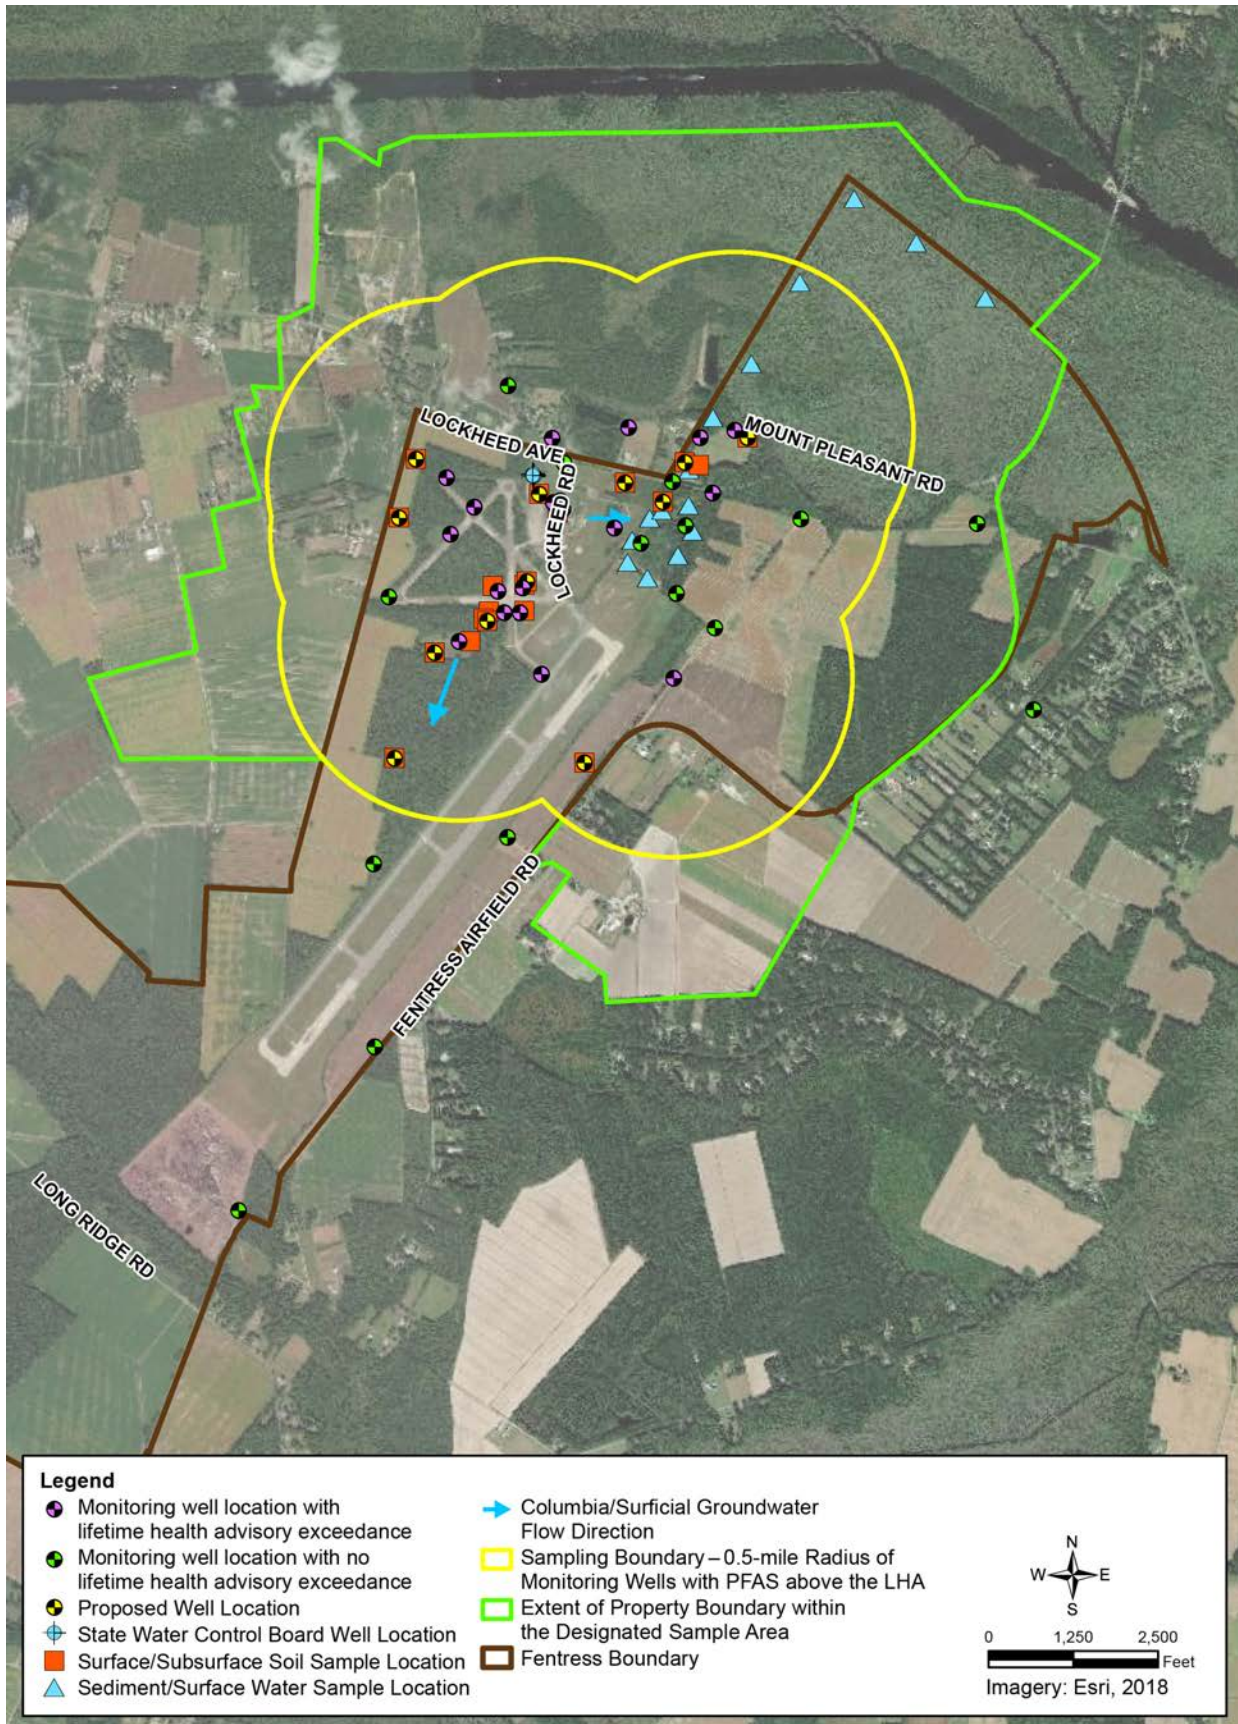 LOCKHEED AVE
MOUNT PLEASANT RD
LOCKHEED RD
FENTRESS AIRFIELD RD
LONG RIDGE RD
Legend
Monitoring well location with
lifetime health advisory exceedance
Monitoring well location with no
lifetime health advisory exceedance
Proposed Well Location
State Water Control Board Well Location
Surface/Subsurface Soil Sample Location
Sediment/Surface Water Sample Location
Columbia/Surficial Groundwater
Flow Direction
Sampling Boundary – 0.5-mile Radius of
Monitoring Wells with PFAS above the LHA
Extent of Property Boundary within
the Designated Sample Area
Fentress Boundary
N
W E
S
0 1,250 2,500
Feet
Imagery: Esri, 2018